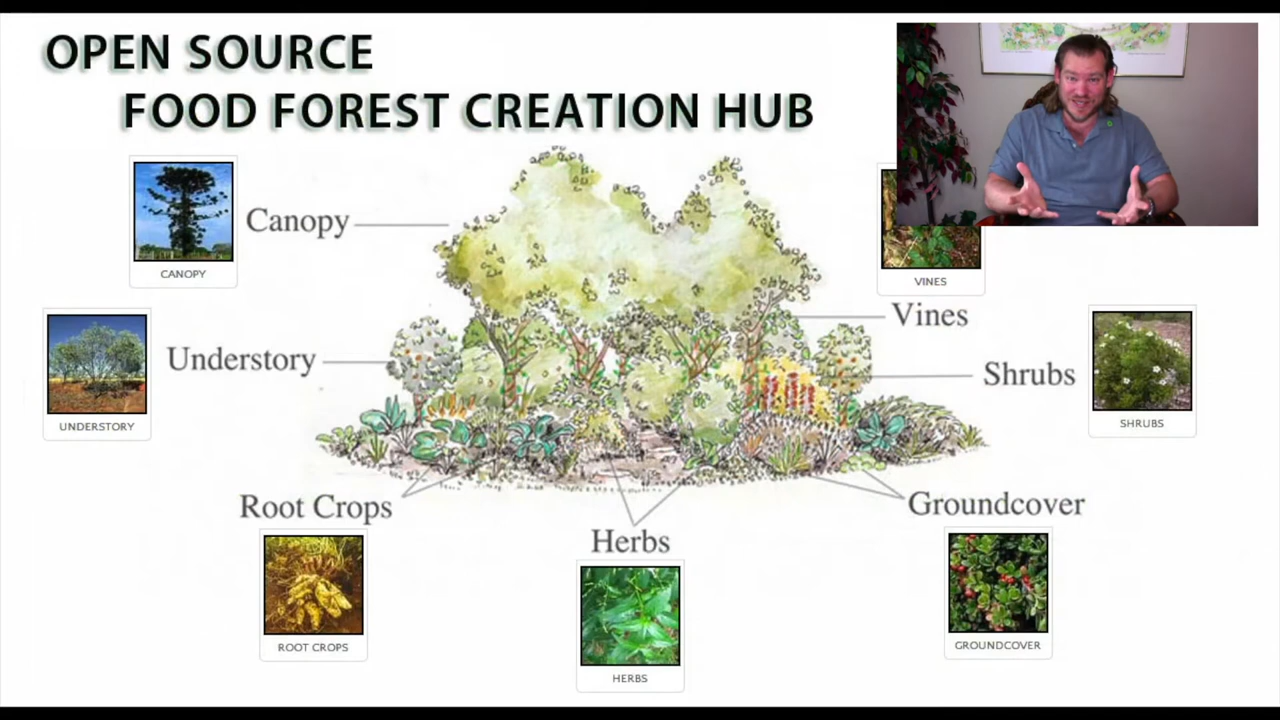 OPEN SOURCE
FOOD FOREST CREATION HUB
Canopy
CANOPY
VINES
Vines
Understory
UNDERSTORY
Shrubs
SHRUBS
Root Crops
ROOT CROPS
Herbs
HERBS
Groundcover
GROUNDCOVER